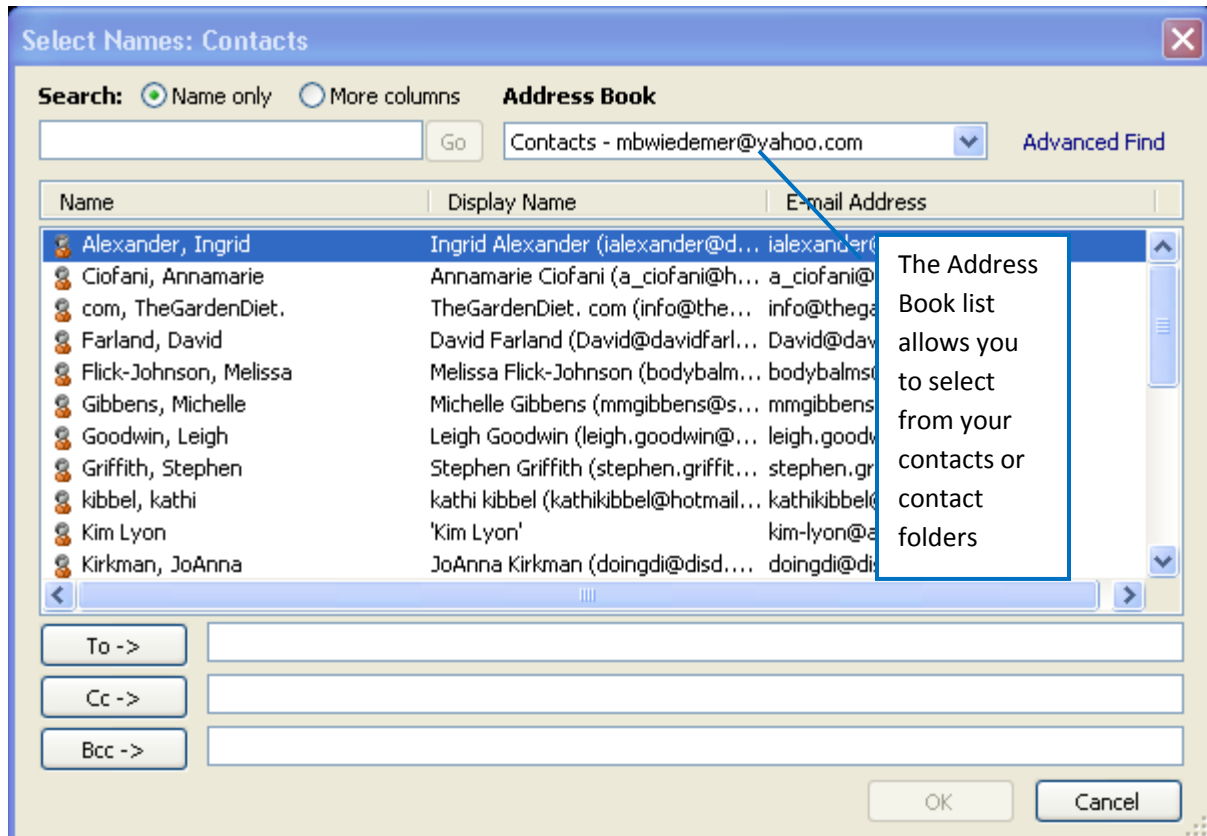 Select Names: Contacts
Search: Name only More columns Address Book
Go Contacts - mbwiedemer@yahoo.com Advanced Find
Name Display Name E-mail Address
Alexander, Ingrid Ingrid Alexander (ialexander@d... ialexander
Ciofani, Annamarie Annamarie Ciofani (a_ciofani@h... a_ciofani@
com, TheGardenDiet. TheGardenDiet. com (info@the... info@thega
Farland, David David Farland (David@davidfarl... David@dav
Flick-Johnson, Melissa Melissa Flick-Johnson (bodybalm... bodybalms
Gibbens, Michelle Michelle Gibbens (mmgibbens@s... mmgibbens
Goodwin, Leigh Leigh Goodwin (leigh.goodwin@... leigh.good
Griffith, Stephen Stephen Griffith (stephen.griffit... stephen.gr
kibbel, kathi kathi kibbel (kathikibbel@hotmail... kathikibbel
Kim Lyon 'Kim Lyon' kim-lyon@a
Kirkman, JoAnna JoAnna Kirkman (doingdi@disd.... doingdi@dis
The Address
Book list
allows you
to select
from your
contacts or
contact
folders
To ->
Cc ->
Bcc ->
OK Cancel